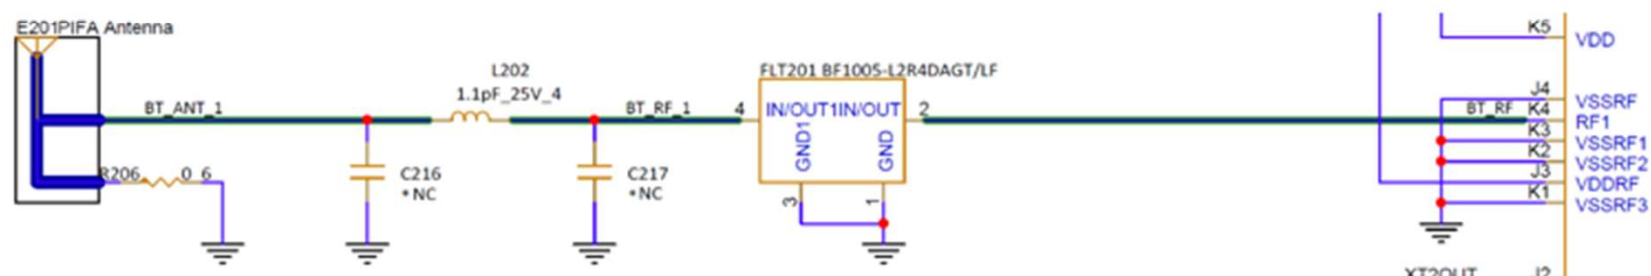 E201PIFA Antenna
BT_ANT_1
R206 0_6
L202
1.1pF_25V_4
C216
*NC
BT_RF_1
C217
*NC
FLT201 BF1005-L2R4DAGT/LF
4 IN/OUT1IN/OUT 2
GND1 GND
3 1
BT_RF
K5 VDD
J4 VSSRF
K4 RF1
K3 VSSRF1
K2 VSSRF2
J3 VDDRF
K1 VSSRF3
XT2OUT J2